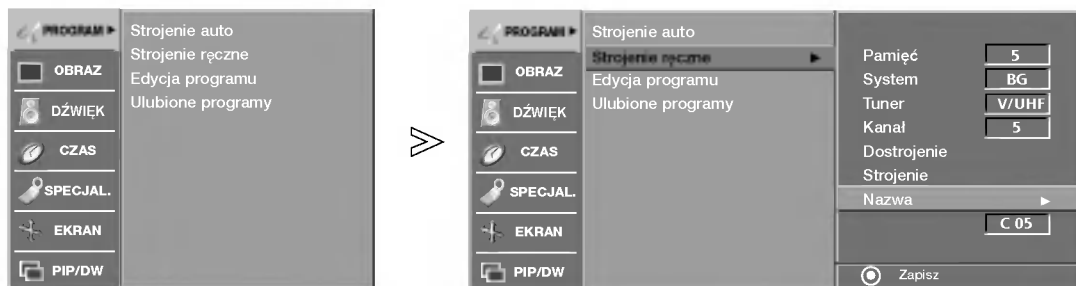 PROGRAM
OBRAZ
DŹWIĘK
CZAS
SPECJAL.
EKRAN
PIP/DW
Strojenie auto
Strojenie ręczne
Edycja programu
Ulubione programy
PROGRAM
OBRAZ
DŹWIĘK
CZAS
SPECJAL.
EKRAN
PIP/DW
Strojenie auto
Strojenie ręczne
Edycja programu
Ulubione programy
Pamięć 5
System BG
Tuner V/UHF
Kanał 5
Dostrojenie
Strojenie
Nazwa
C 05
Zapisz